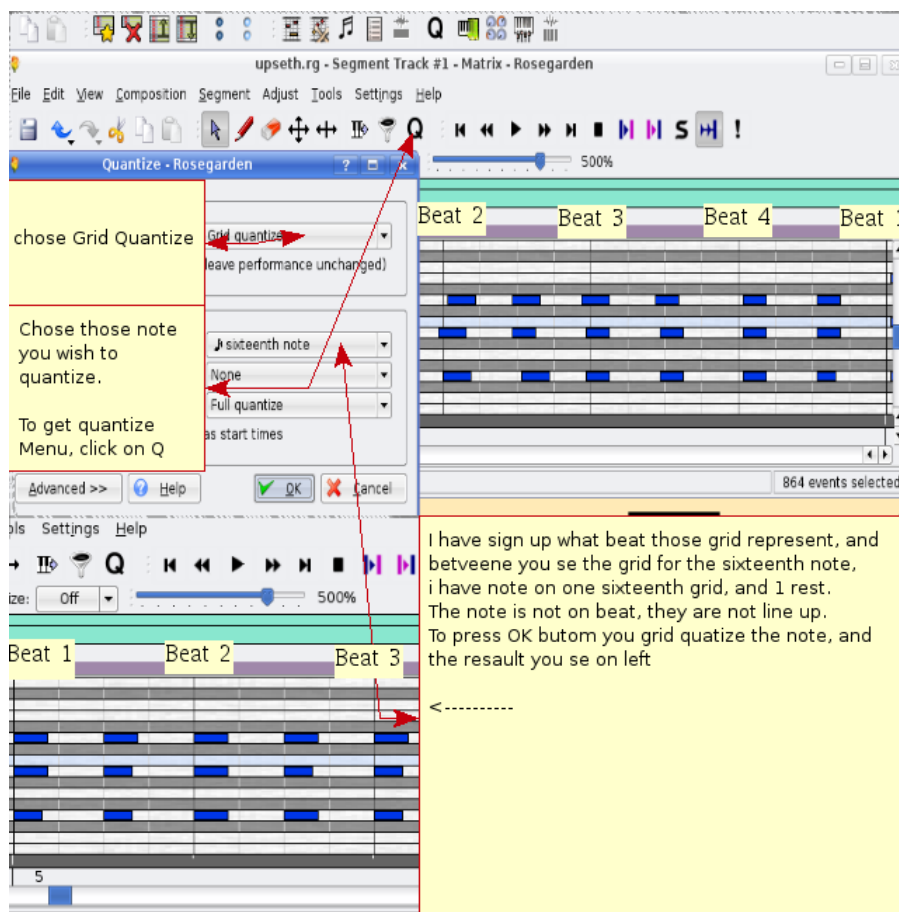 Q
upseth.rg - Segment Track #1 - Matrix - Rosegarden
File Edit View Composition Segment Adjust Tools Settings Help
Q S !
Quantize - Rosegarden ?
500%
chose Grid Quantize
Grid quantize
leave performance unchanged)
Beat 2 Beat 3 Beat 4 Beat
Chose those note
you wish to
quantize.
To get quantize
Menu, click on Q
sixteenth note
None
Full quantize
as start times
Advanced >> Help OK Cancel
864 events selected
ols Settings Help
Q
ize: Off 500%
Beat 1 Beat 2 Beat 3
5
I have sign up what beat those grid represent, and
betveene you se the grid for the sixteenth note,
i have note on one sixteenth grid, and 1 rest.
The note is not on beat, they are not line up.
To press OK butom you grid quatize the note, and
the resault you se on left
<----------